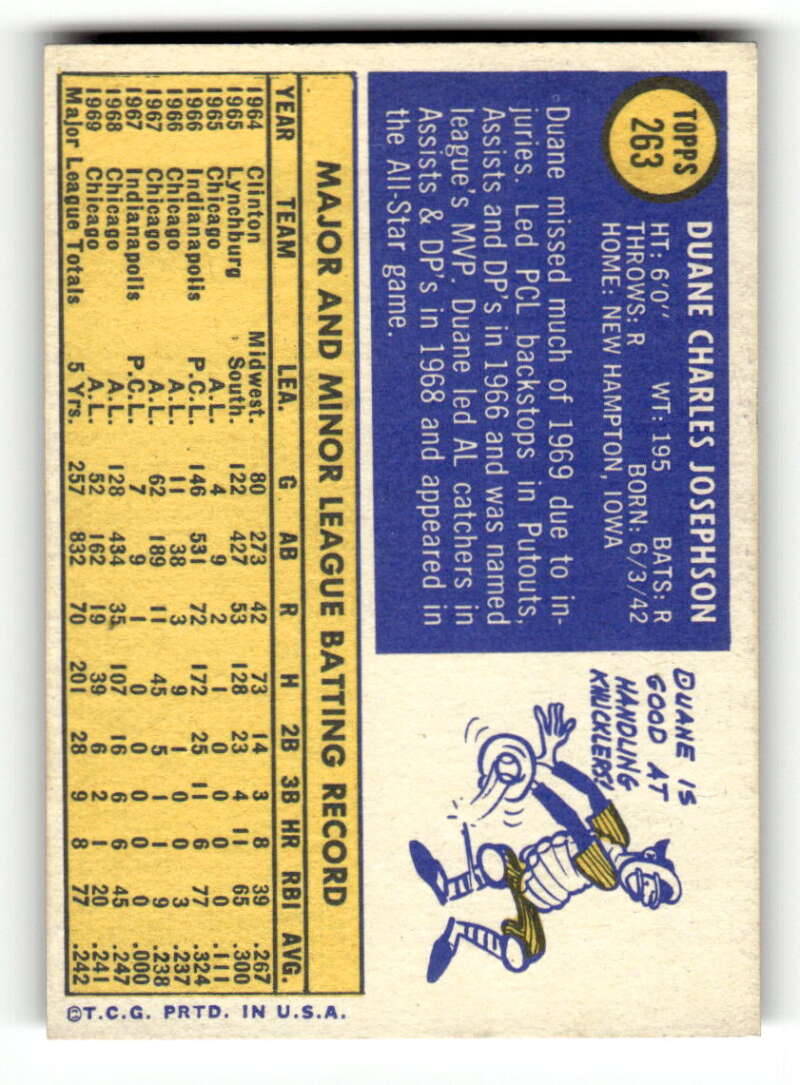 TOPPS
263
DUANE CHARLES JOSEPHSON
HT: 6'0" WT: 195 BATS: R
THROWS: R BORN: 6/3/42
HOME: NEW HAMPTON, IOWA
Duane missed much of 1969 due to in-
juries. Led PCL backstops in Putouts,
Assists and DP's in 1966 and was named
league's MVP. Duane led AL catchers in
Assists & DP's in 1968 and appeared in
the All-Star game.
DUANE IS
GOOD AT
HANDLING
KNUCKLERS!
MAJOR AND MINOR LEAGUE BATTING RECORD
YEAR TEAM LEA. G AB R H 2B 3B HR RBI AVG.
1964 Clinton Midwest. 80 273 42 73 14 3 8 39 .267
1965 Lynchburg South. 122 427 53 128 23 4 11 65 .300
1965 Chicago A.L. 4 9 2 1 0 0 0 0 .111
1966 Indianapolis P.C.L. 146 531 72 172 25 11 6 77 .324
1966 Chicago A.L. 11 38 3 9 1 0 0 3 .237
1967 Chicago A.L. 62 189 11 45 5 1 1 9 .238
1967 Indianapolis P.C.L. 7 9 1 0 0 0 0 0 .000
1968 Chicago A.L. 128 434 35 107 16 6 6 45 .247
1969 Chicago A.L. 52 162 19 39 6 2 1 20 .241
Major League Totals 5 Yrs. 257 832 70 201 28 9 8 77 .242
©T.C.G. PRTD. IN U.S.A.